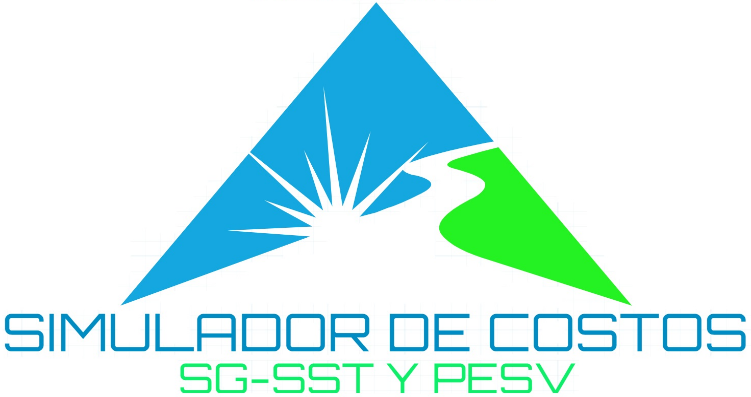 SIMULADOR DE COSTOS
SG-SST Y PESV